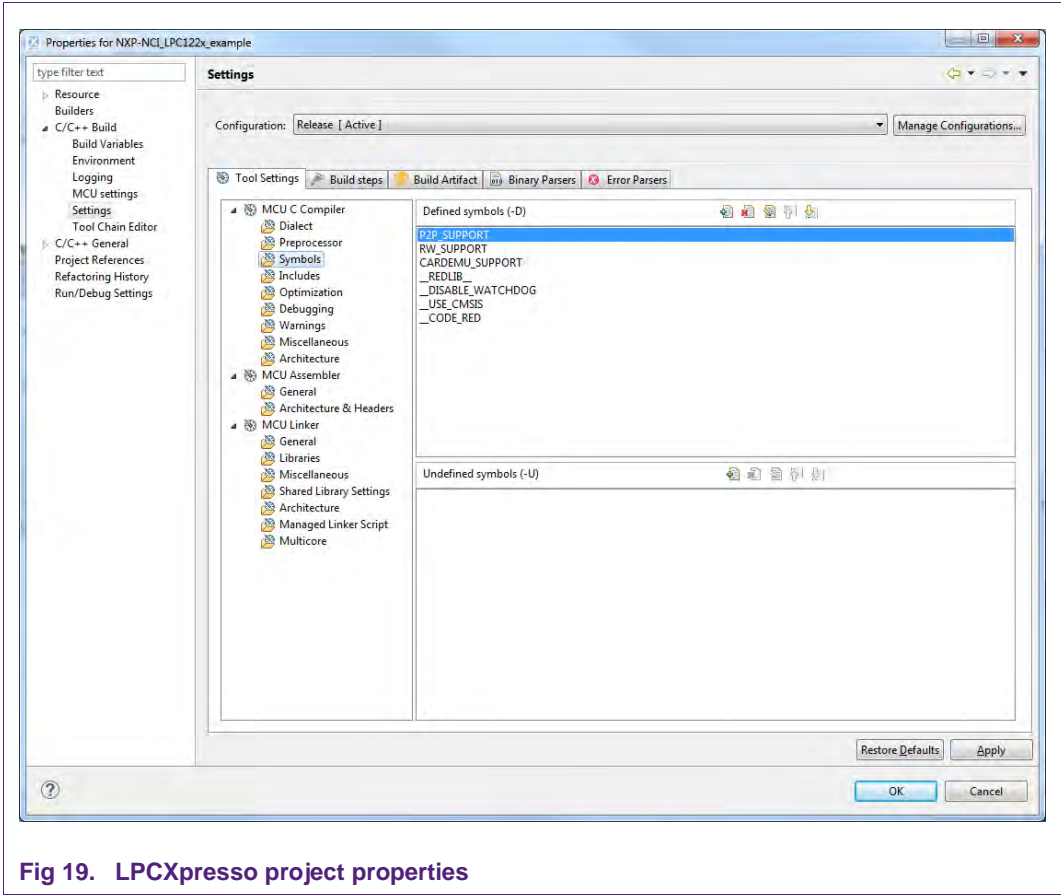 Properties for NXP-NCI_LPC122x_example
type filter text
Resource
Builders
C/C++ Build
Build Variables
Environment
Logging
MCU settings
Settings
Tool Chain Editor
C/C++ General
Project References
Refactoring History
Run/Debug Settings
Settings
Configuration: Release [ Active ]
Manage Configurations...
Tool Settings Build steps Build Artifact Binary Parsers Error Parsers
MCU C Compiler
Dialect
Preprocessor
Symbols
Includes
Optimization
Debugging
Warnings
Miscellaneous
Architecture
MCU Assembler
General
Architecture & Headers
MCU Linker
General
Libraries
Miscellaneous
Shared Library Settings
Architecture
Managed Linker Script
Multicore
Defined symbols (-D)
P2P_SUPPORT
RW_SUPPORT
CARDEMU_SUPPORT
__REDLIB__
__DISABLE_WATCHDOG
__USE_CMSIS
__CODE_RED
Undefined symbols (-U)
Restore Defaults Apply
OK Cancel
Fig 19. LPCXpresso project properties